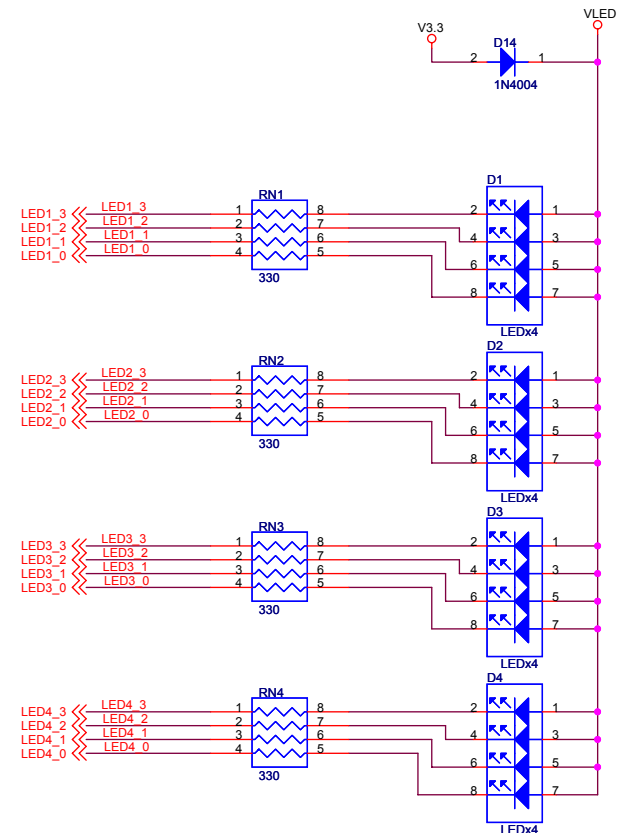 VLED
V3.3
D14
2 1
1N4004
RN1 D1
LED1_3 LED1_3 1 8 2 1
LED1_2 LED1_2 2 7 4 3
LED1_1 LED1_1 3 6 6 5
LED1_0 LED1_0 4 5 8 7
330
LEDx4
RN2 D2
LED2_3 LED2_3 1 8 2 1
LED2_2 LED2_2 2 7 4 3
LED2_1 LED2_1 3 6 6 5
LED2_0 LED2_0 4 5 8 7
330
LEDx4
RN3 D3
LED3_3 LED3_3 1 8 2 1
LED3_2 LED3_2 2 7 4 3
LED3_1 LED3_1 3 6 6 5
LED3_0 LED3_0 4 5 8 7
330
LEDx4
RN4 D4
LED4_3 LED4_3 1 8 2 1
LED4_2 LED4_2 2 7 4 3
LED4_1 LED4_1 3 6 6 5
LED4_0 LED4_0 4 5 8 7
330
LEDx4